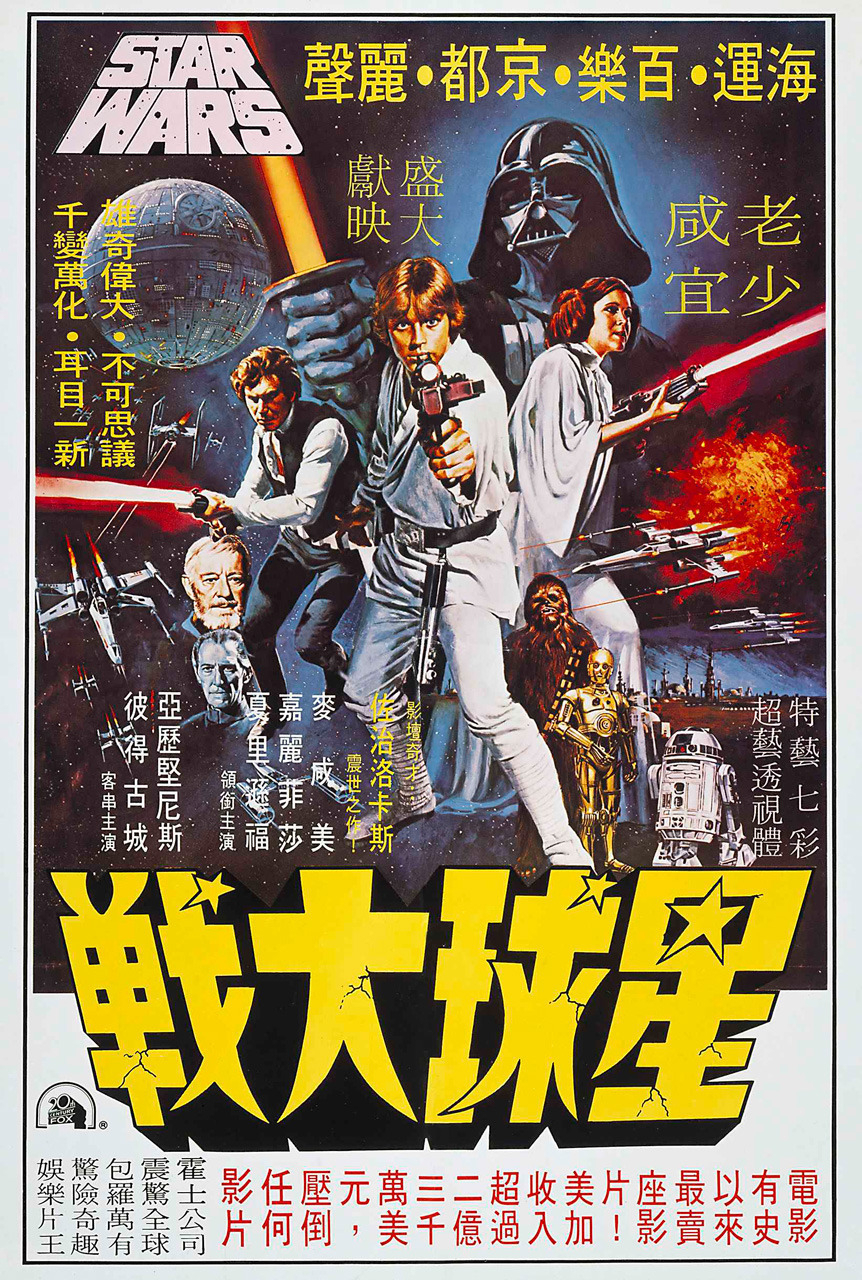 STAR
WARS
海運•百樂•京都•麗聲
盛大
獻映
老少
咸宜
雄奇偉大•不可思議
千變萬化•耳目一新
特藝七彩
超藝透視體
影壇奇才...
佐治洛卡斯
震世之作！
麥咸美
嘉麗菲莎
夏里遜福
領銜主演
亞歷堅尼斯
彼得古城
客串主演
星球大戦
20th
CENTURY
FOX
®
電影有史以來最賣座影片！美加收入超過二億三千萬美元，壓倒任何影片
霍士公司
震驚全球
包羅萬有
驚險奇趣
娛樂片王